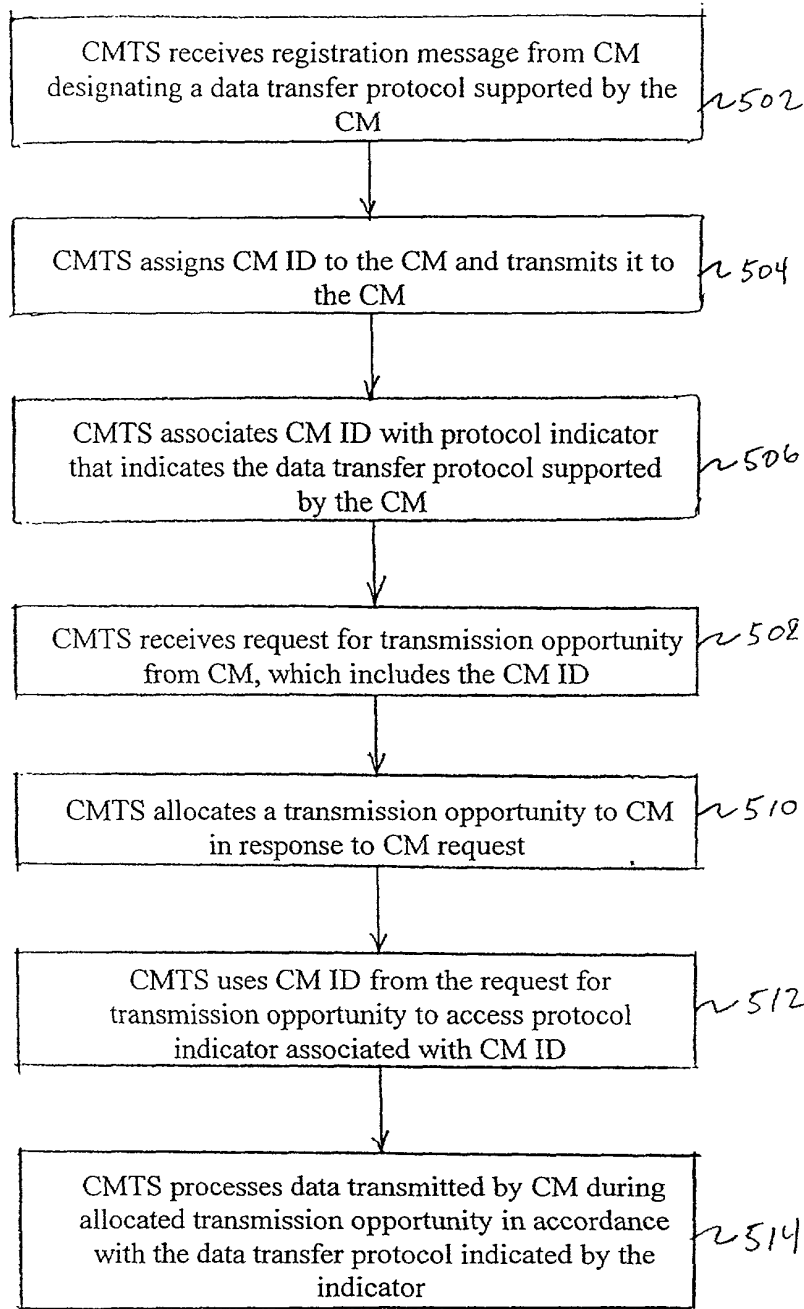 CMTS receives registration message from CM
designating a data transfer protocol supported by the
CM
502
CMTS assigns CM ID to the CM and transmits it to
the CM
504
CMTS associates CM ID with protocol indicator
that indicates the data transfer protocol supported
by the CM
506
CMTS receives request for transmission opportunity
from CM, which includes the CM ID
508
CMTS allocates a transmission opportunity to CM
in response to CM request
510
CMTS uses CM ID from the request for
transmission opportunity to access protocol
indicator associated with CM ID
512
CMTS processes data transmitted by CM during
allocated transmission opportunity in accordance
with the data transfer protocol indicated by the
indicator
514